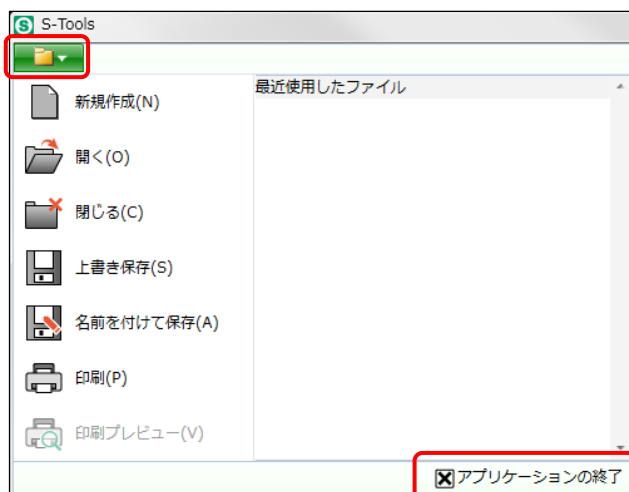 S S-Tools
新規作成(N)
最近使用したファイル
開く(O)
閉じる(C)
上書き保存(S)
名前を付けて保存(A)
印刷(P)
印刷プレビュー(V)
アプリケーションの終了